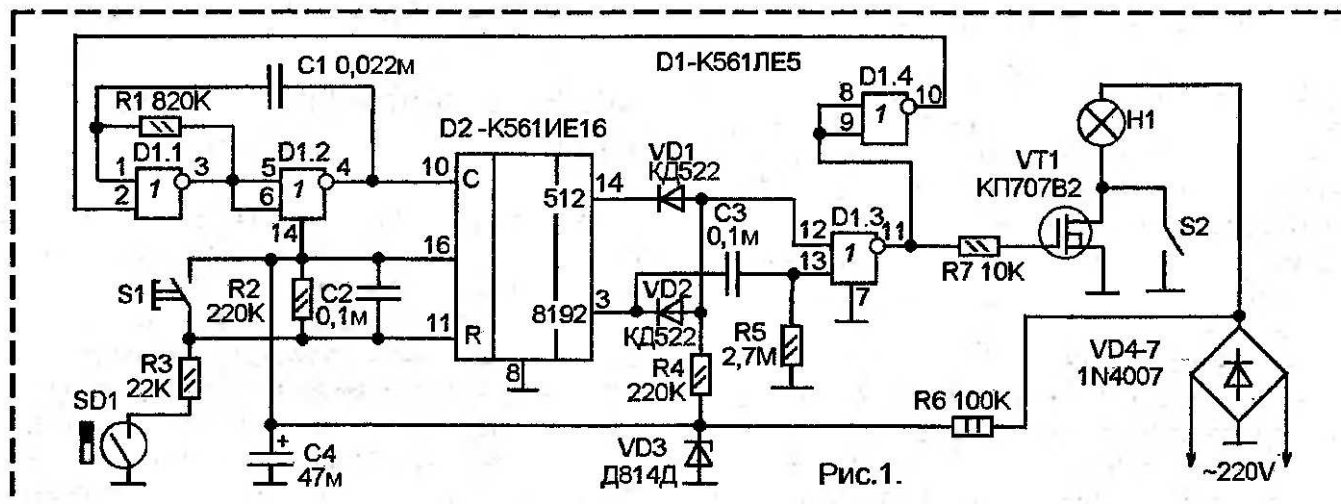 C1 0,022м
D1-К561ЛЕ5
R1 820K
D1.4
8
10
1
9
H1
D2 -К561ИЕ16
D1.1
D1.2
1
3
5
4
10
C
1
1
2
6
14
VD1
КД522
VT1
КП707В2
512
14
C3
0,1м
D1.3
12
11
1
13
S2
R7 10K
16
7
S1
R2
220K
C2
0,1м
11
R
8192
3
VD2
КД522
R5
2,7М
8
R3
22K
R4
220K
VD4-7
1N4007
SD1
R6 100K
+
C4
47м
VD3
Д814Д
Рис.1.
~220V